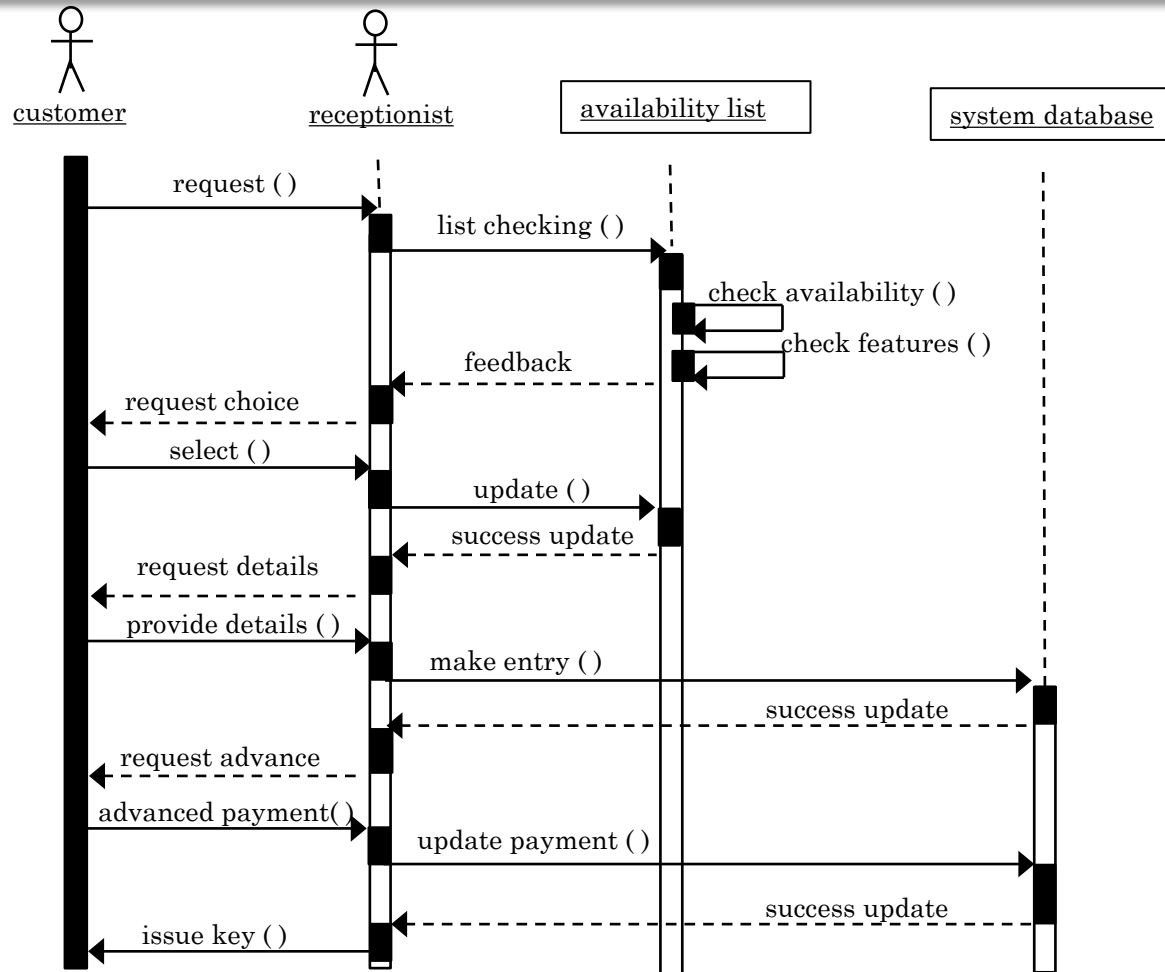 customer
receptionist
availability list
system database
request ( )
list checking ( )
check availability ( )
check features ( )
feedback
request choice
select ( )
update ( )
success update
request details
provide details ( )
make entry ( )
success update
request advance
advanced payment( )
update payment ( )
success update
issue key ( )